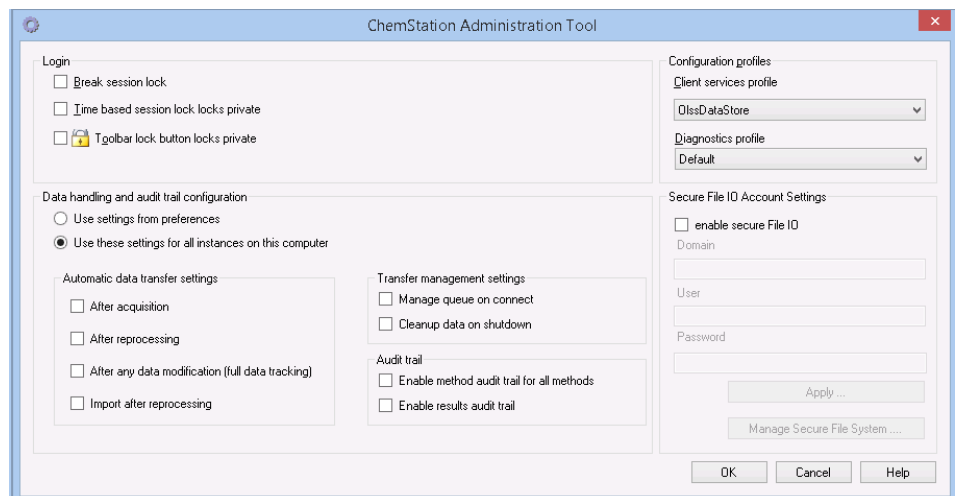 ChemStation Administration Tool
Login
Break session lock
Time based session lock locks private
Toolbar lock button locks private
Configuration profiles
Client services profile
OlssDataStore
Diagnostics profile
Default
Data handling and audit trail configuration
Use settings from preferences
Use these settings for all instances on this computer
Automatic data transfer settings
After acquisition
After reprocessing
After any data modification (full data tracking)
Import after reprocessing
Transfer management settings
Manage queue on connect
Cleanup data on shutdown
Audit trail
Enable method audit trail for all methods
Enable results audit trail
Secure File IO Account Settings
enable secure File IO
Domain
User
Password
Apply ...
Manage Secure File System ....
OK
Cancel
Help